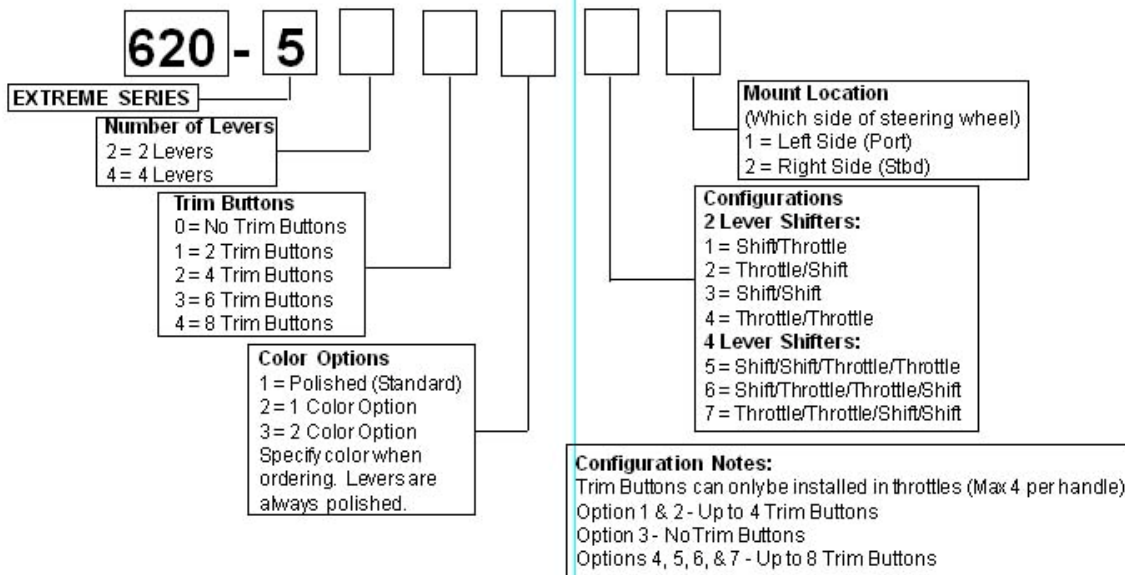 620 - 5
EXTREME SERIES
Number of Levers
2 = 2 Levers
4 = 4 Levers
Trim Buttons
0 = No Trim Buttons
1 = 2 Trim Buttons
2 = 4 Trim Buttons
3 = 6 Trim Buttons
4 = 8 Trim Buttons
Color Options
1 = Polished (Standard)
2 = 1 Color Option
3 = 2 Color Option
Specify color when
ordering. Levers are
always polished.
Mount Location
(Which side of steering wheel)
1 = Left Side (Port)
2 = Right Side (Stbd)
Configurations
2 Lever Shifters:
1 = Shift/Throttle
2 = Throttle/Shift
3 = Shift/Shift
4 = Throttle/Throttle
4 Lever Shifters:
5 = Shift/Shift/Throttle/Throttle
6 = Shift/Throttle/Throttle/Shift
7 = Throttle/Throttle/Shift/Shift
Configuration Notes:
Trim Buttons can only be installed in throttles (Max 4 per handle)
Option 1 & 2 - Up to 4 Trim Buttons
Option 3 - No Trim Buttons
Options 4, 5, 6, & 7 - Up to 8 Trim Buttons